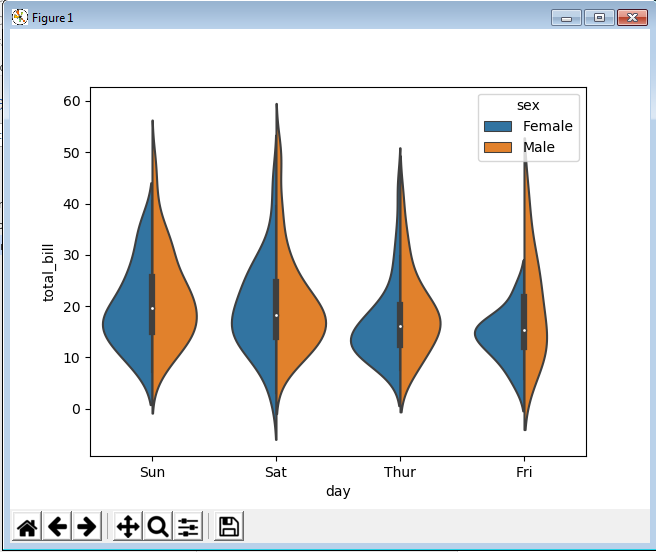 Figure 1
sex
Female
Male
60
50
40
30
20
10
0
total_bill
Sun Sat Thur Fri
day